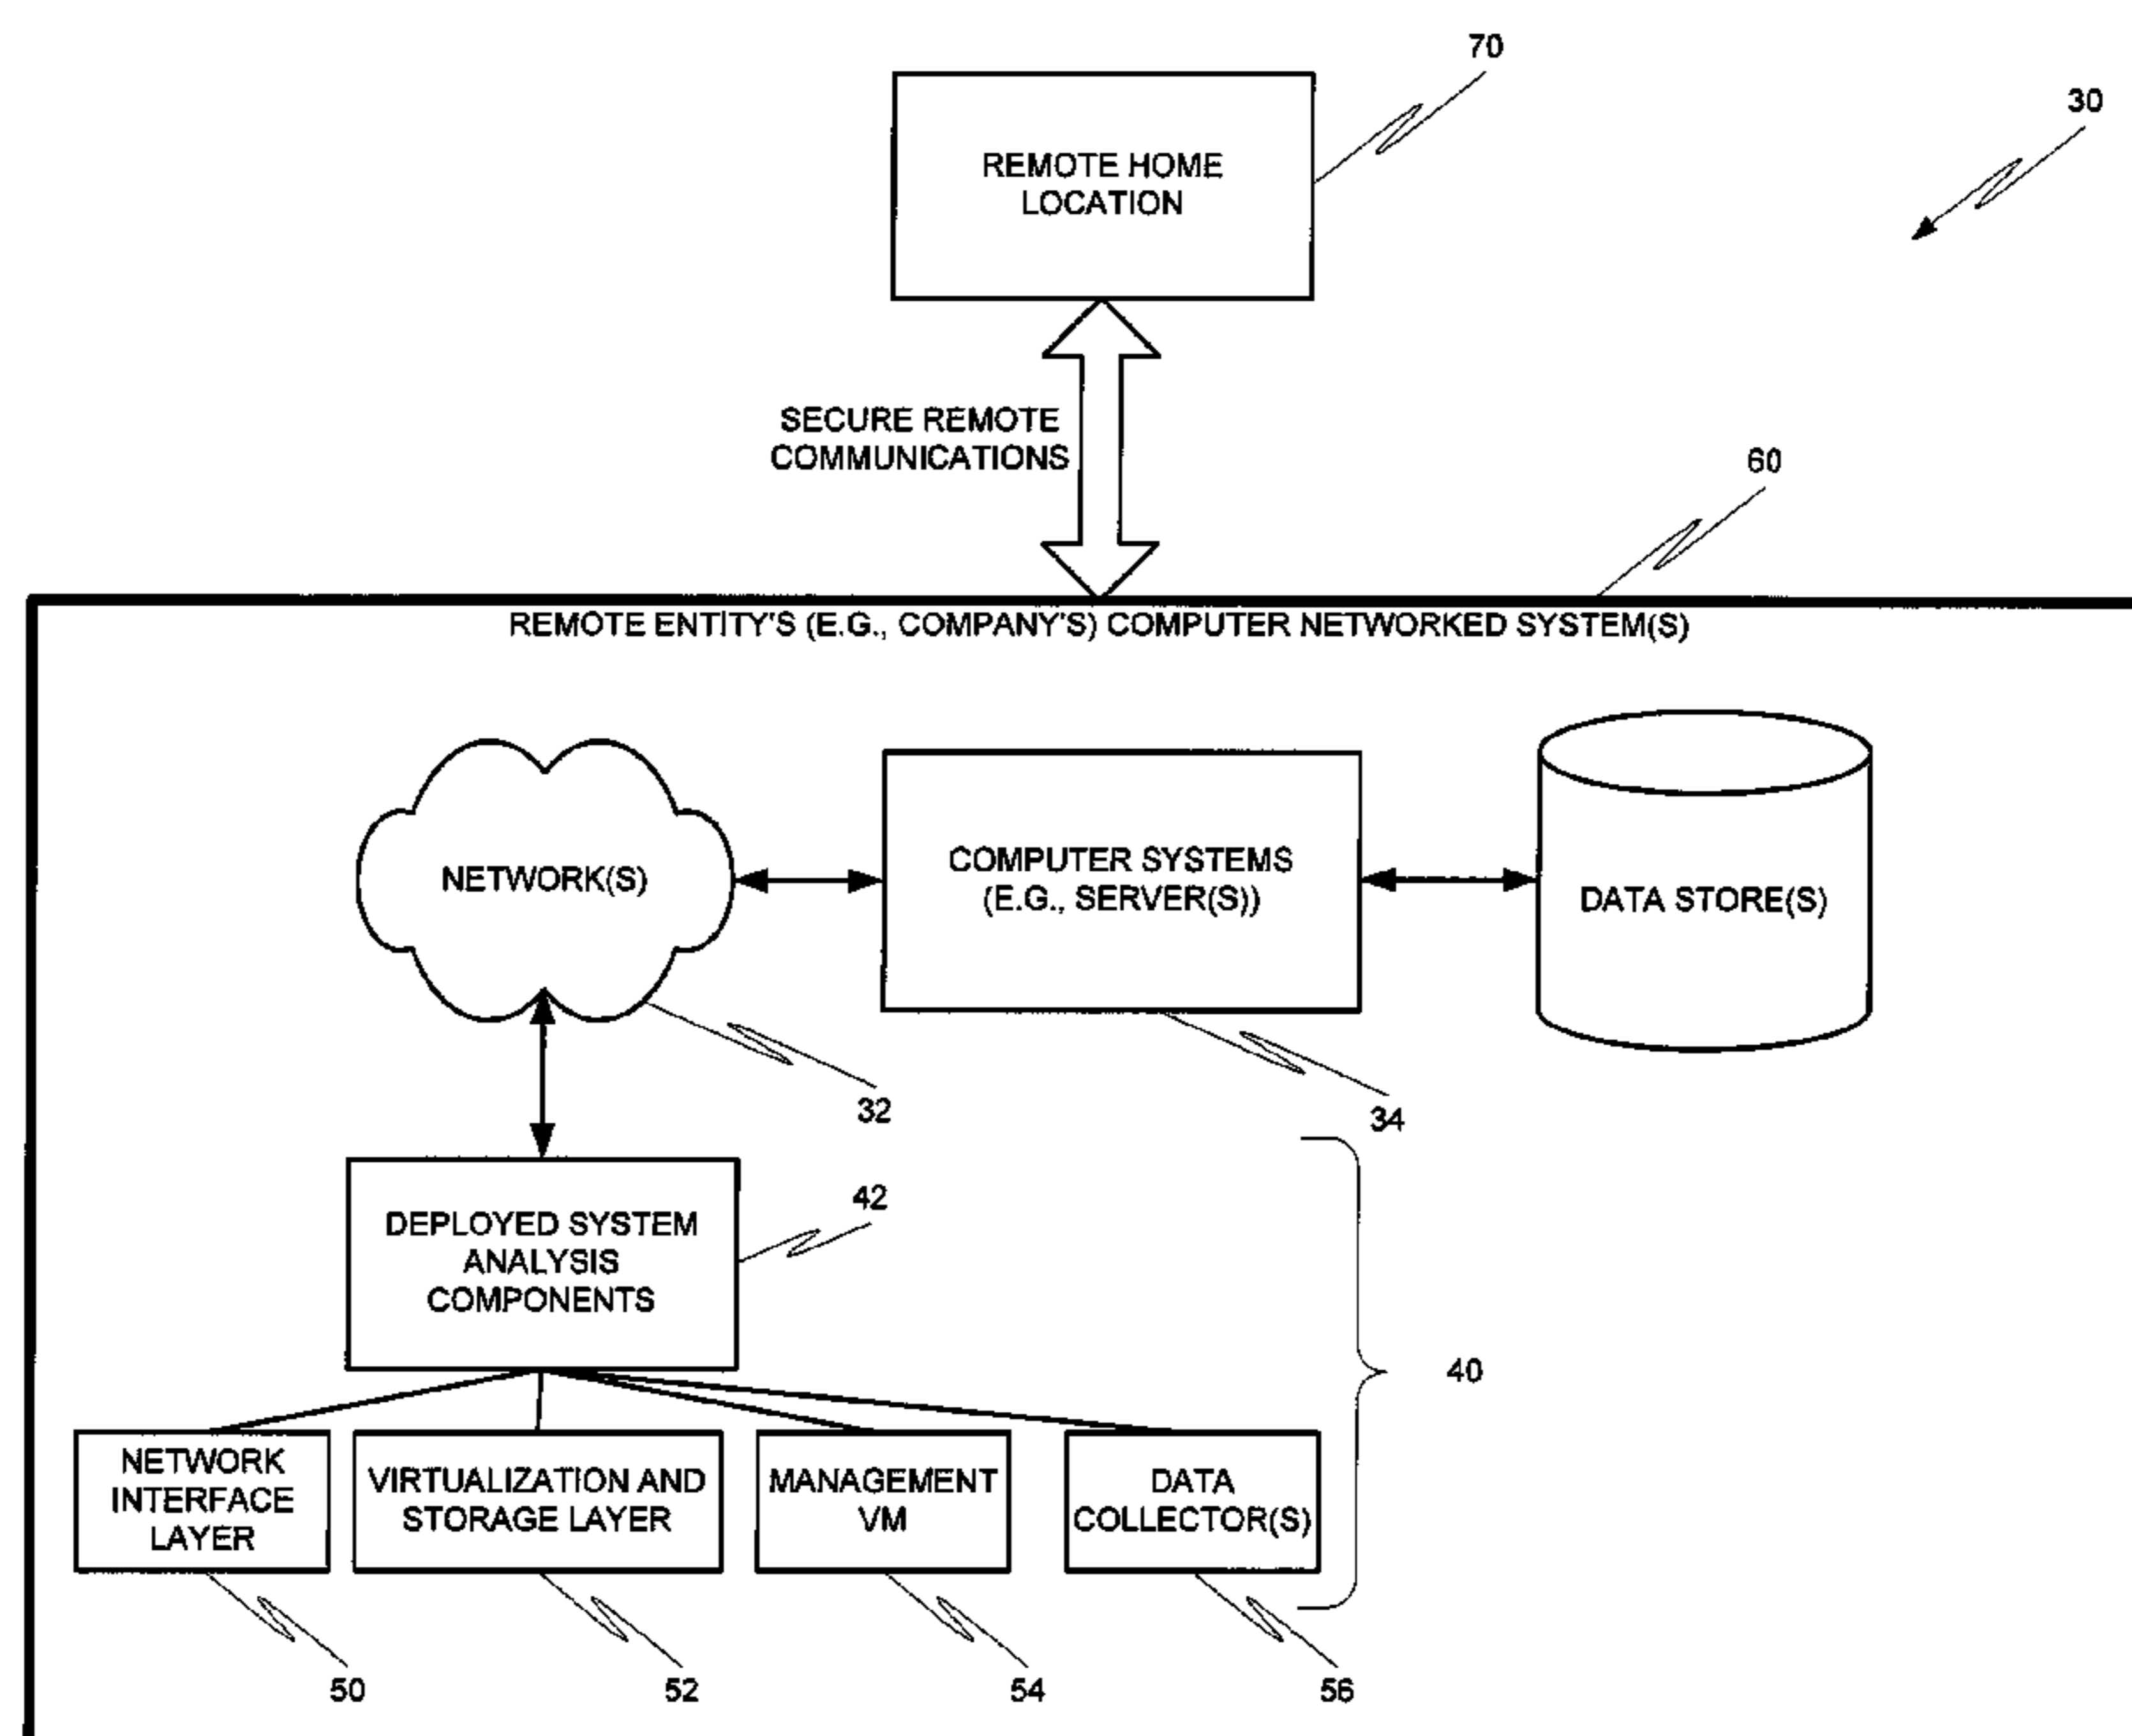 70
30
REMOTE HOME
LOCATION
SECURE REMOTE
COMMUNICATIONS
60
REMOTE ENTITY'S (E.G., COMPANY'S) COMPUTER NETWORKED SYSTEM(S)
NETWORK(S)
COMPUTER SYSTEMS
(E.G., SERVER(S))
DATA STORE(S)
32
34
42
DEPLOYED SYSTEM
ANALYSIS
COMPONENTS
40
NETWORK
INTERFACE
LAYER
VIRTUALIZATION AND
STORAGE LAYER
MANAGEMENT
VM
DATA
COLLECTOR(S)
50
52
54
56